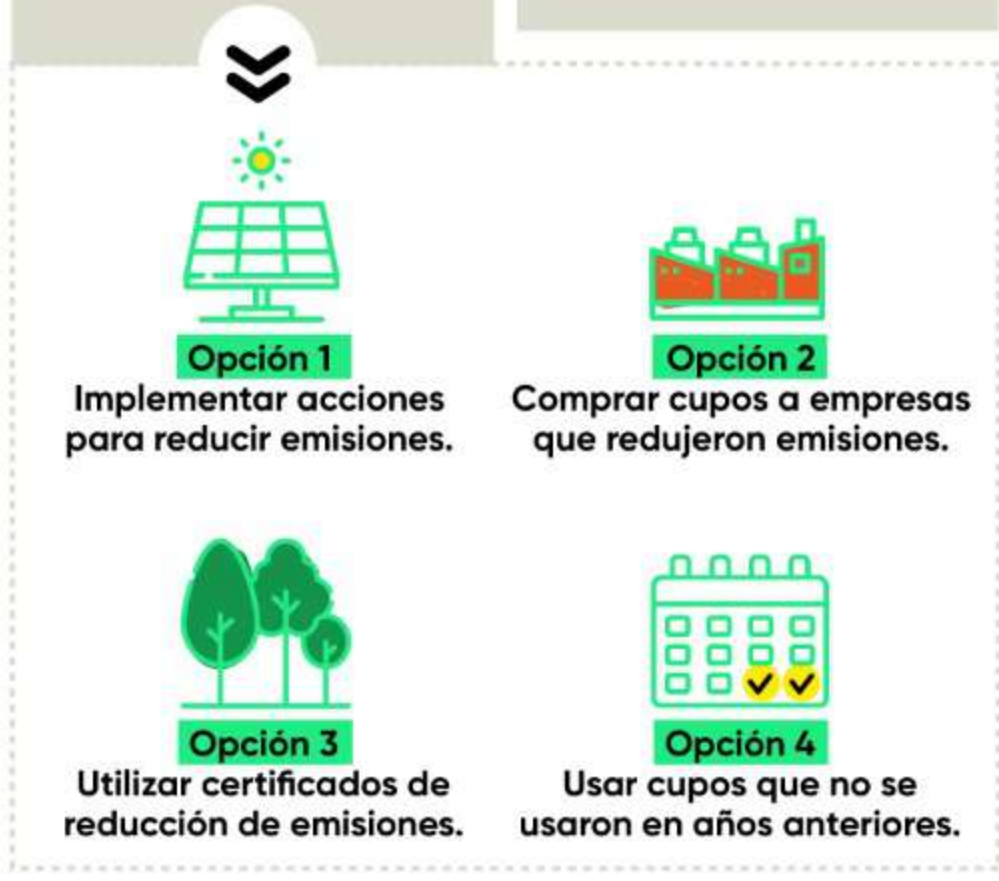 Opción 1
Implementar acciones
para reducir emisiones.
Opción 2
Comprar cupos a empresas
que redujeron emisiones.
Opción 3
Utilizar certificados de
reducción de emisiones.
Opción 4
Usar cupos que no se
usaron en años anteriores.